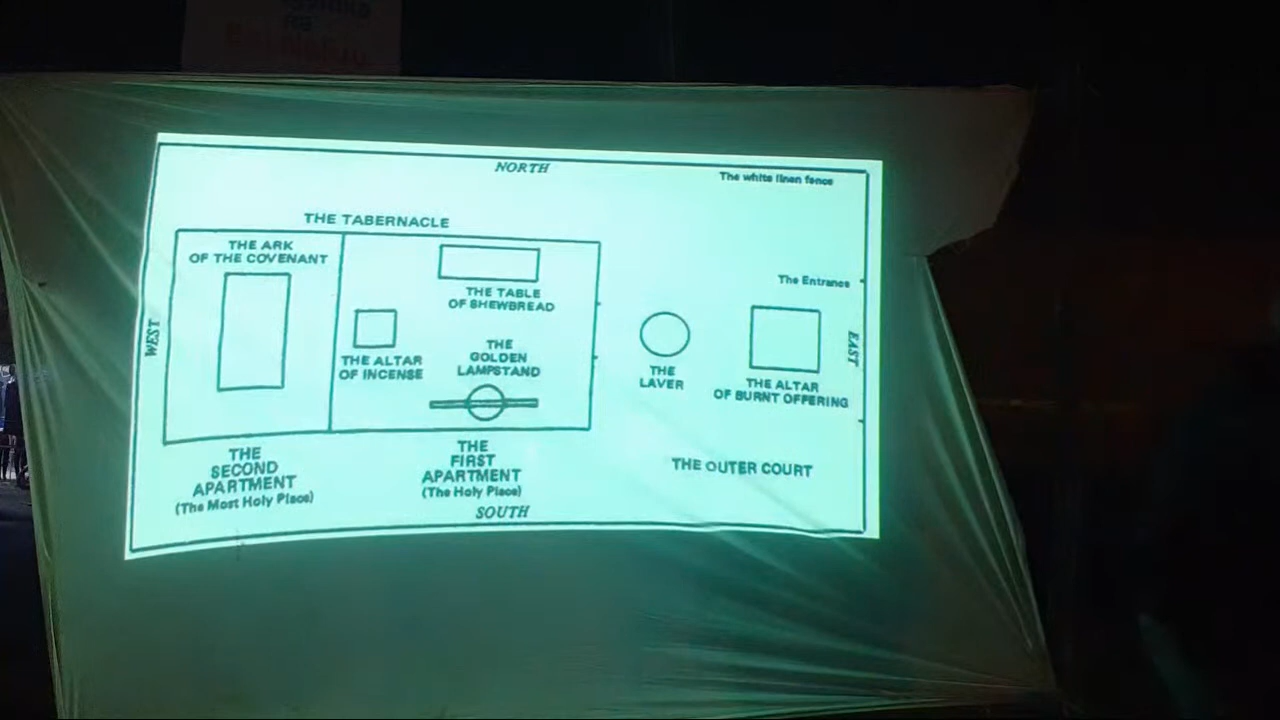 NORTH
The white linen fence
THE TABERNACLE
THE ARK
OF THE COVENANT
THE TABLE
OF SHEWBREAD
The Entrance
WEST
EAST
THE ALTAR
OF INCENSE
THE
GOLDEN
LAMPSTAND
THE
LAVER
THE ALTAR
OF BURNT OFFERING
THE
SECOND
APARTMENT
(The Most Holy Place)
THE
FIRST
APARTMENT
(The Holy Place)
THE OUTER COURT
SOUTH